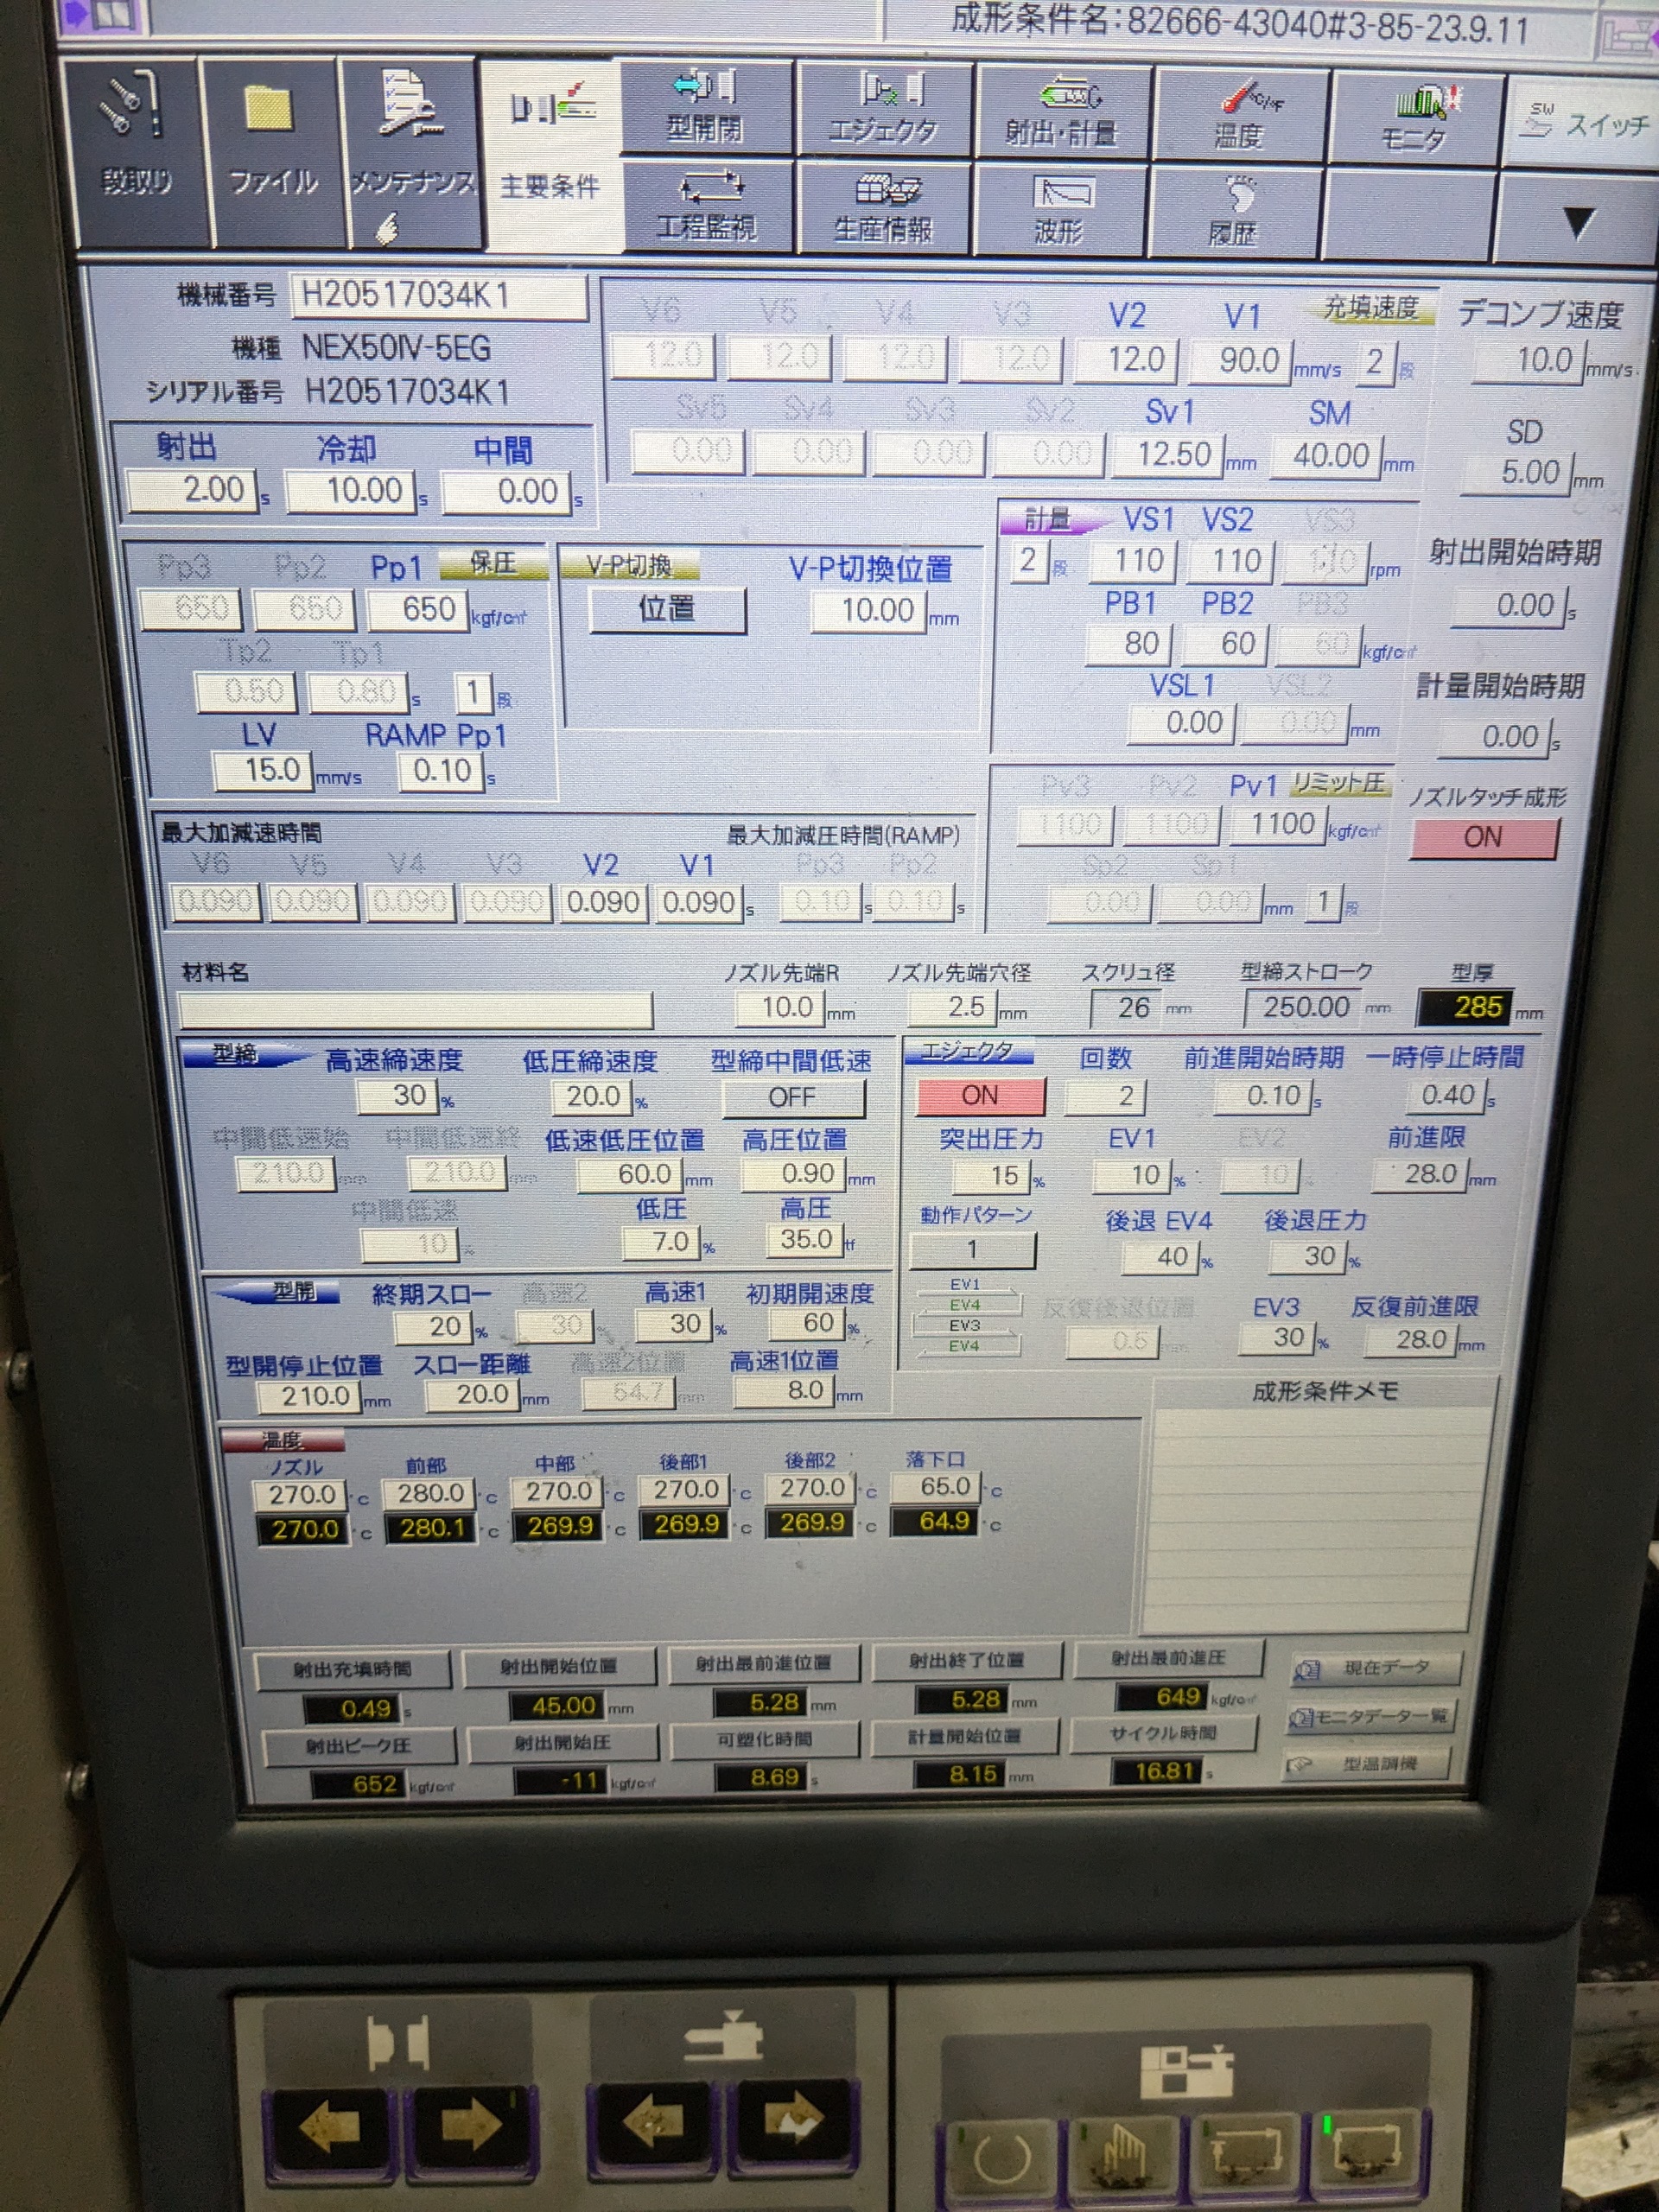 成形条件名:82666-43040#3-85-23.9.11
段取り ファイル メンテナンス 主要条件 型開閉 エジェクタ 射出・計量 温度 モニタ SW スイッチ
工程監視 生産情報 波形 履歴 ▼
機械番号 H20517034K1
機種 NEX50Ⅳ-5EG
シリアル番号 H20517034K1
V6 V5 V4 V3 V2 V1 充填速度
12.0 12.0 12.0 12.0 12.0 90.0 mm/s 2 段
Sv5 Sv4 Sv3 Sv2 Sv1 SM
0.00 0.00 0.00 0.00 12.50 mm 40.00 mm
デコンプ速度
10.0 mm/s
SD
5.00 mm
射出 冷却 中間
2.00 s 10.00 s 0.00 s
Pp3 Pp2 Pp1 保圧
650 650 650 kgf/c㎡
Tp2 Tp1
0.50 0.80 s 1 段
LV RAMP Pp1
15.0 mm/s 0.10 s
V-P切換 V-P切換位置
位置 10.00 mm
計量 VS1 VS2 VS3
2 段 110 110 110 rpm
PB1 PB2 PB3
80 60 60 kgf/c㎡
VSL1 VSL2
0.00 0.00 mm
射出開始時期
0.00 s
計量開始時期
0.00 s
Pv3 Pv2 Pv1 リミット圧
1100 1100 1100 kgf/c㎡
Sp2 Sp1
0.00 0.00 mm 1 段
ノズルタッチ成形
ON
最大加減速時間 最大加減圧時間(RAMP)
V6 V5 V4 V3 V2 V1 Pp3 Pp2
0.090 0.090 0.090 0.090 0.090 0.090 s 0.10 s 0.10 s
材料名 ノズル先端R ノズル先端穴径 スクリュ径 型締ストローク 型厚
10.0 mm 2.5 mm 26 mm 250.00 mm 285 mm
型締 高速締速度 低圧締速度 型締中間低速
30 % 20.0 % OFF
中間低速始 中間低速終 低速低圧位置 高圧位置
210.0 mm 210.0 mm 60.0 mm 0.90 mm
中間低速 低圧 高圧
10 % 7.0 % 35.0 tf
エジェクタ 回数 前進開始時期 一時停止時間
ON 2 0.10 s 0.40 s
突出圧力 EV1 EV2 前進限
15 % 10 % 10 % 28.0 mm
動作パターン 後退 EV4 後退圧力
1 40 % 30 %
EV1
EV4
EV3
EV4
反復後退位置 EV3 反復前進限
0.5 mm 30 % 28.0 mm
型開 終期スロー 高速2 高速1 初期開速度
20 % 30 % 30 % 60 %
型開停止位置 スロー距離 高速2位置 高速1位置
210.0 mm 20.0 mm 54.7 mm 8.0 mm
成形条件メモ
温度
ノズル 前部 中部 後部1 後部2 落下口
270.0 °c 280.0 °c 270.0 °c 270.0 °c 270.0 °c 65.0 °c
270.0 °c 280.1 °c 269.9 °c 269.9 °c 269.9 °c 64.9 °c
射出充填時間 射出開始位置 射出最前進位置 射出終了位置 射出最前進圧 現在データ
0.49 s 45.00 mm 5.28 mm 5.28 mm 649 kgf/c㎡
射出ピーク圧 射出開始圧 可塑化時間 計量開始位置 サイクル時間 モニタデータ一覧
652 kgf/c㎡ -11 kgf/c㎡ 8.69 s 8.15 mm 16.81 s 型温調機